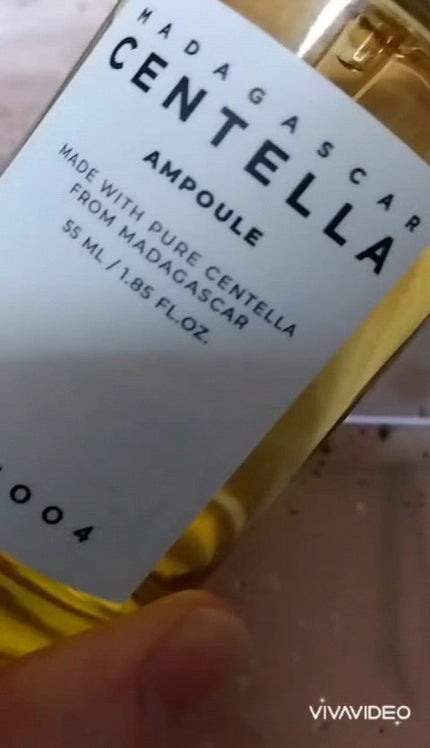 MADAGASCAR
CENTELLA
AMPOULE
MADE WITH PURE CENTELLA
FROM MADAGASCAR
55 ML / 1.85 FL.OZ.
004
VIVAVIDEO